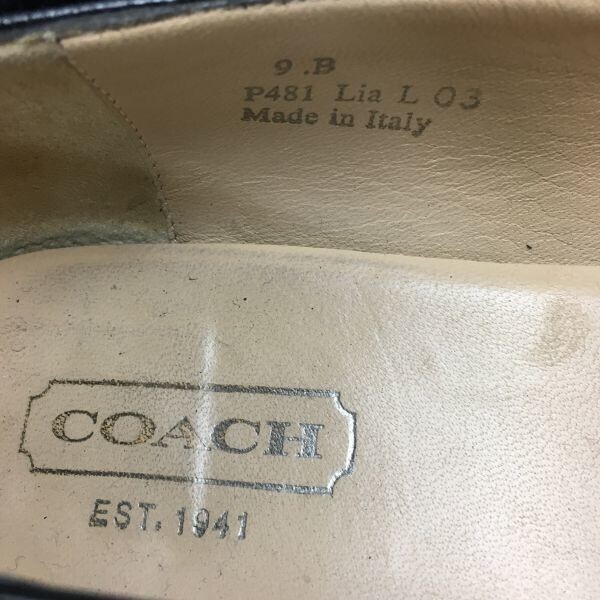 9 .B
P481 Lia L 03
Made in Italy
COACH
EST. 1941